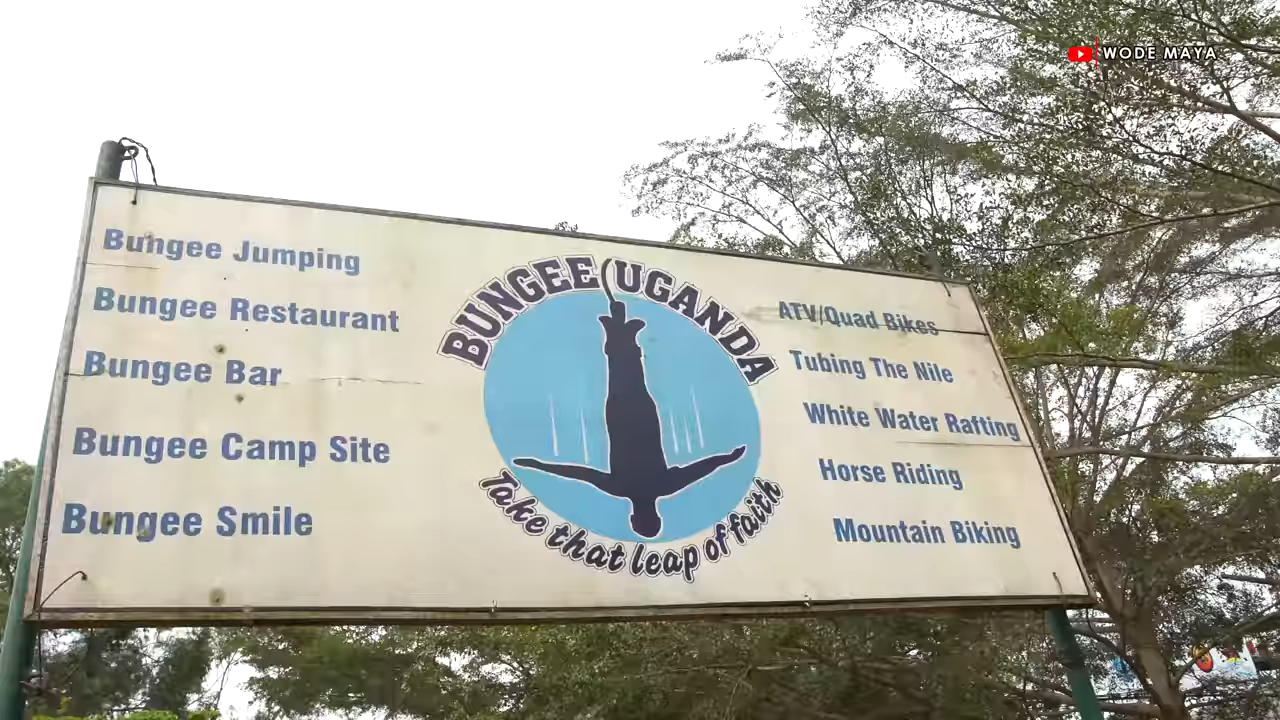 WODE MAYA
Bungee Jumping
Bungee Restaurant
Bungee Bar
Bungee Camp Site
Bungee Smile
BUNGEE UGANDA
Take that leap of faith
ATV/Quad Bikes
Tubing The Nile
White Water Rafting
Horse Riding
Mountain Biking